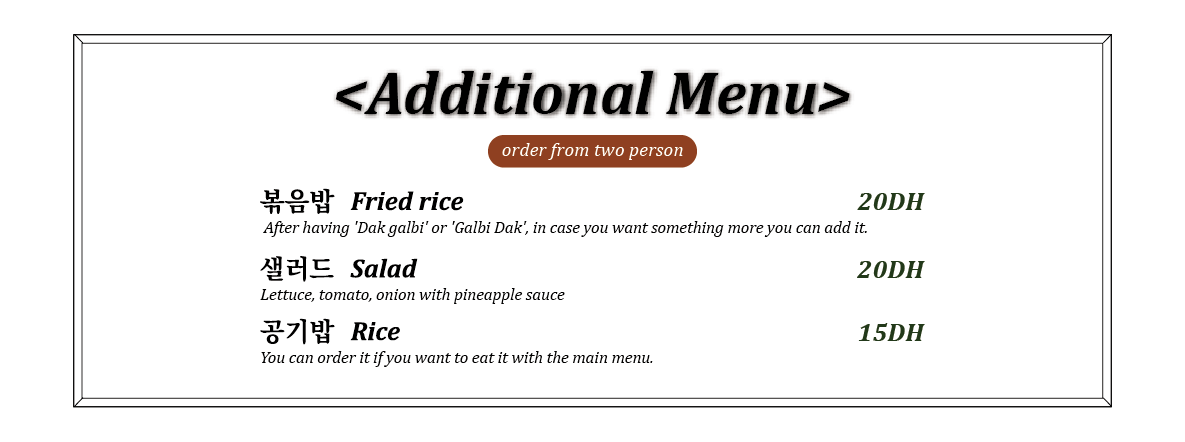 <Additional Menu>
order from two person
볶음밥 Fried rice 20DH
After having 'Dak galbi' or 'Galbi Dak', in case you want something more you can add it.
샐러드 Salad 20DH
Lettuce, tomato, onion with pineapple sauce
공기밥 Rice 15DH
You can order it if you want to eat it with the main menu.